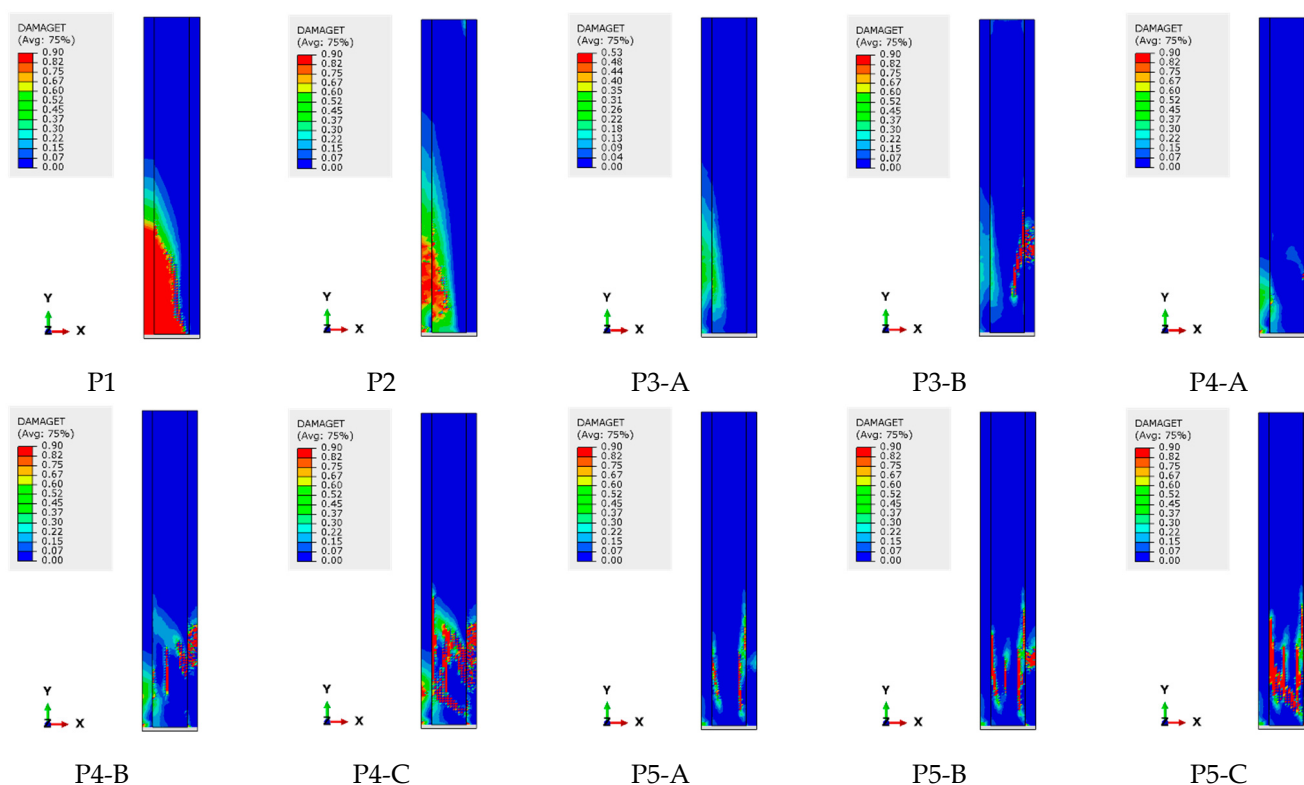 DAMAGET
(Avg: 75%)
0.90
0.82
0.75
0.67
0.60
0.52
0.45
0.37
0.30
0.22
0.15
0.07
0.00
Y
Z X
P1
DAMAGET
(Avg: 75%)
0.90
0.82
0.75
0.67
0.60
0.52
0.45
0.37
0.30
0.22
0.15
0.07
0.00
Y
Z X
P2
DAMAGET
(Avg: 75%)
0.53
0.48
0.44
0.40
0.35
0.31
0.26
0.22
0.18
0.13
0.09
0.04
0.00
Y
Z X
P3-A
DAMAGET
(Avg: 75%)
0.90
0.82
0.75
0.67
0.60
0.52
0.45
0.37
0.30
0.22
0.15
0.07
0.00
Y
Z X
P3-B
DAMAGET
(Avg: 75%)
0.90
0.82
0.75
0.67
0.60
0.52
0.45
0.37
0.30
0.22
0.15
0.07
0.00
Y
Z X
P4-A
DAMAGET
(Avg: 75%)
0.90
0.82
0.75
0.67
0.60
0.52
0.45
0.37
0.30
0.22
0.15
0.07
0.00
Y
Z X
P4-B
DAMAGET
(Avg: 75%)
0.90
0.82
0.75
0.67
0.60
0.52
0.45
0.37
0.30
0.22
0.15
0.07
0.00
Y
Z X
P4-C
DAMAGET
(Avg: 75%)
0.90
0.82
0.75
0.67
0.60
0.52
0.45
0.37
0.30
0.22
0.15
0.07
0.00
Y
Z X
P5-A
DAMAGET
(Avg: 75%)
0.90
0.82
0.75
0.67
0.60
0.52
0.45
0.37
0.30
0.22
0.15
0.07
0.00
Y
Z X
P5-B
DAMAGET
(Avg: 75%)
0.90
0.82
0.75
0.67
0.60
0.52
0.45
0.37
0.30
0.22
0.15
0.07
0.00
Y
Z X
P5-C